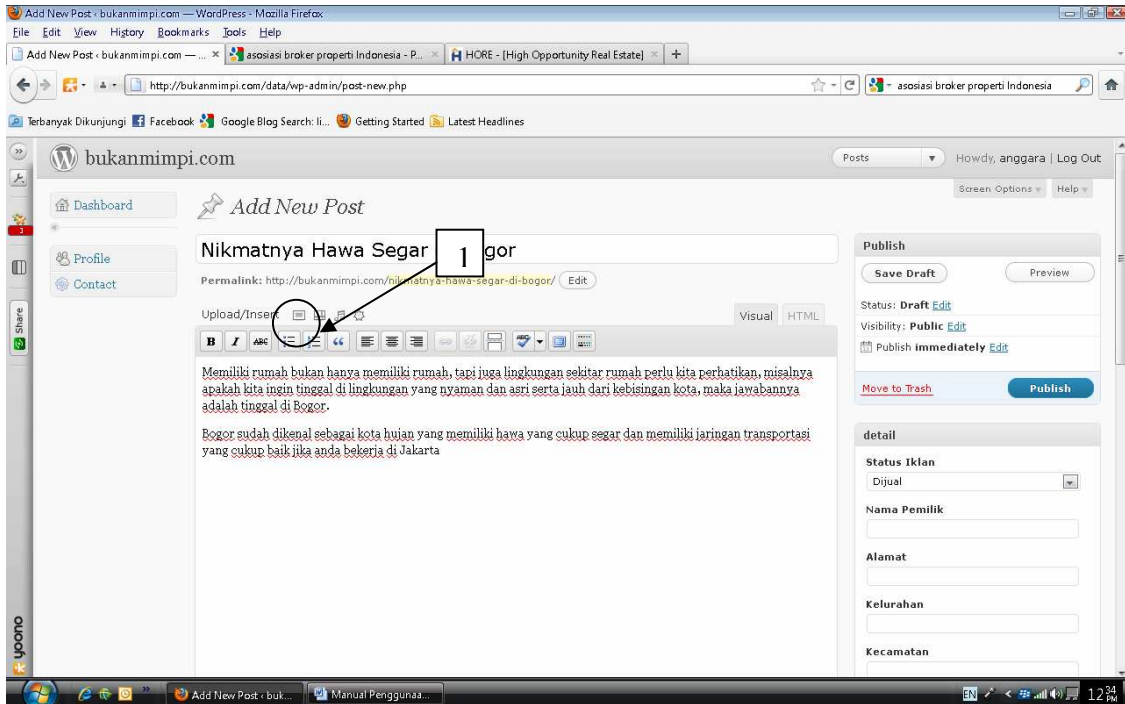 Add New Post ‹ bukanmimpi.com — WordPress - Mozilla Firefox
File Edit View History Bookmarks Tools Help
Add New Post ‹ bukanmimpi.com — ... × asosiasi broker properti Indonesia - P... × HORE - [High Opportunity Real Estate] × +
http://bukanmimpi.com/data/wp-admin/post-new.php
asosiasi broker properti Indonesia
Terbanyak Dikunjungi Facebook Google Blog Search: li... Getting Started Latest Headlines
bukanmimpi.com
Posts
Howdy, anggara | Log Out
Screen Options Help
Dashboard
Profile
Contact
3
Share
yoono
Add New Post
Nikmatnya Hawa Segar gor
1
Permalink: http://bukanmimpi.com/nikmatnya-hawa-segar-di-bogor/ Edit
Upload/Insert
Visual HTML
B I ABC
Memiliki rumah bukan hanya memiliki rumah, tapi juga lingkungan sekitar rumah perlu kita perhatikan, misalnya
apakah kita ingin tinggal di lingkungan yang nyaman dan asri serta jauh dari kebisingan kota, maka jawabannya
adalah tinggal di Bogor.
Bogor sudah dikenal sebagai kota hujan yang memiliki hawa yang cukup segar dan memiliki jaringan transportasi
yang cukup baik jika anda bekerja di Jakarta
Publish
Save Draft Preview
Status: Draft Edit
Visibility: Public Edit
Publish immediately Edit
Move to Trash Publish
detail
Status Iklan
Dijual
Nama Pemilik
Alamat
Kelurahan
Kecamatan
Add New Post ‹ buk... Manual Penggunaa...
EN
12:34 PM